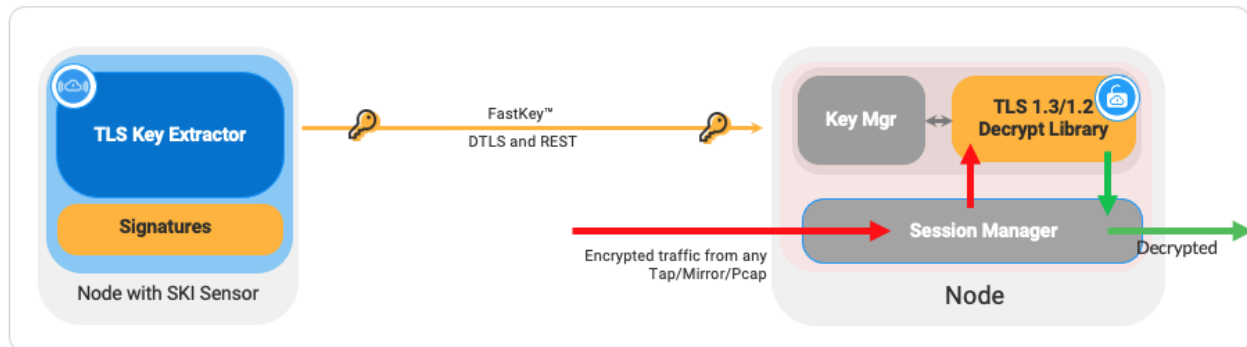 TLS Key Extractor
Signatures
Node with SKI Sensor
FastKey™
DTLS and REST
Encrypted traffic from any
Tap/Mirror/Pcap
Key Mgr
TLS 1.3/1.2
Decrypt Library
Session Manager
Decrypted
Node